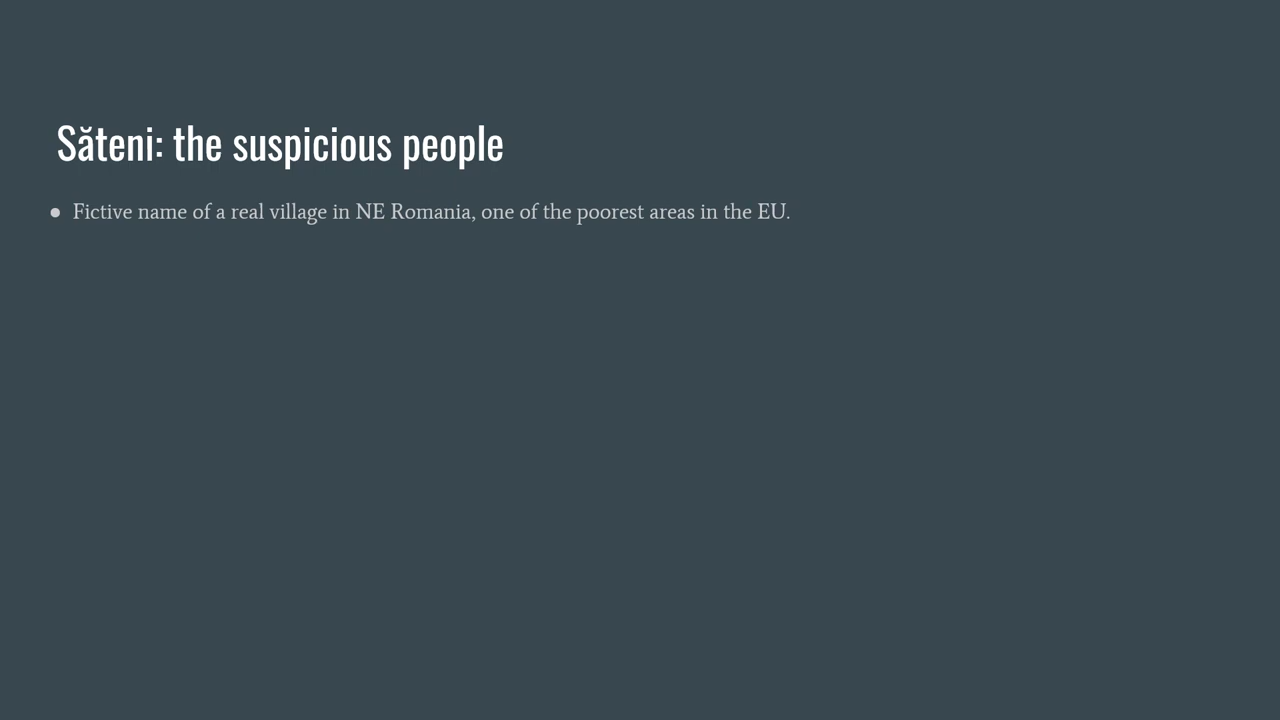 Săteni: the suspicious people
● Fictive name of a real village in NE Romania, one of the poorest areas in the EU.